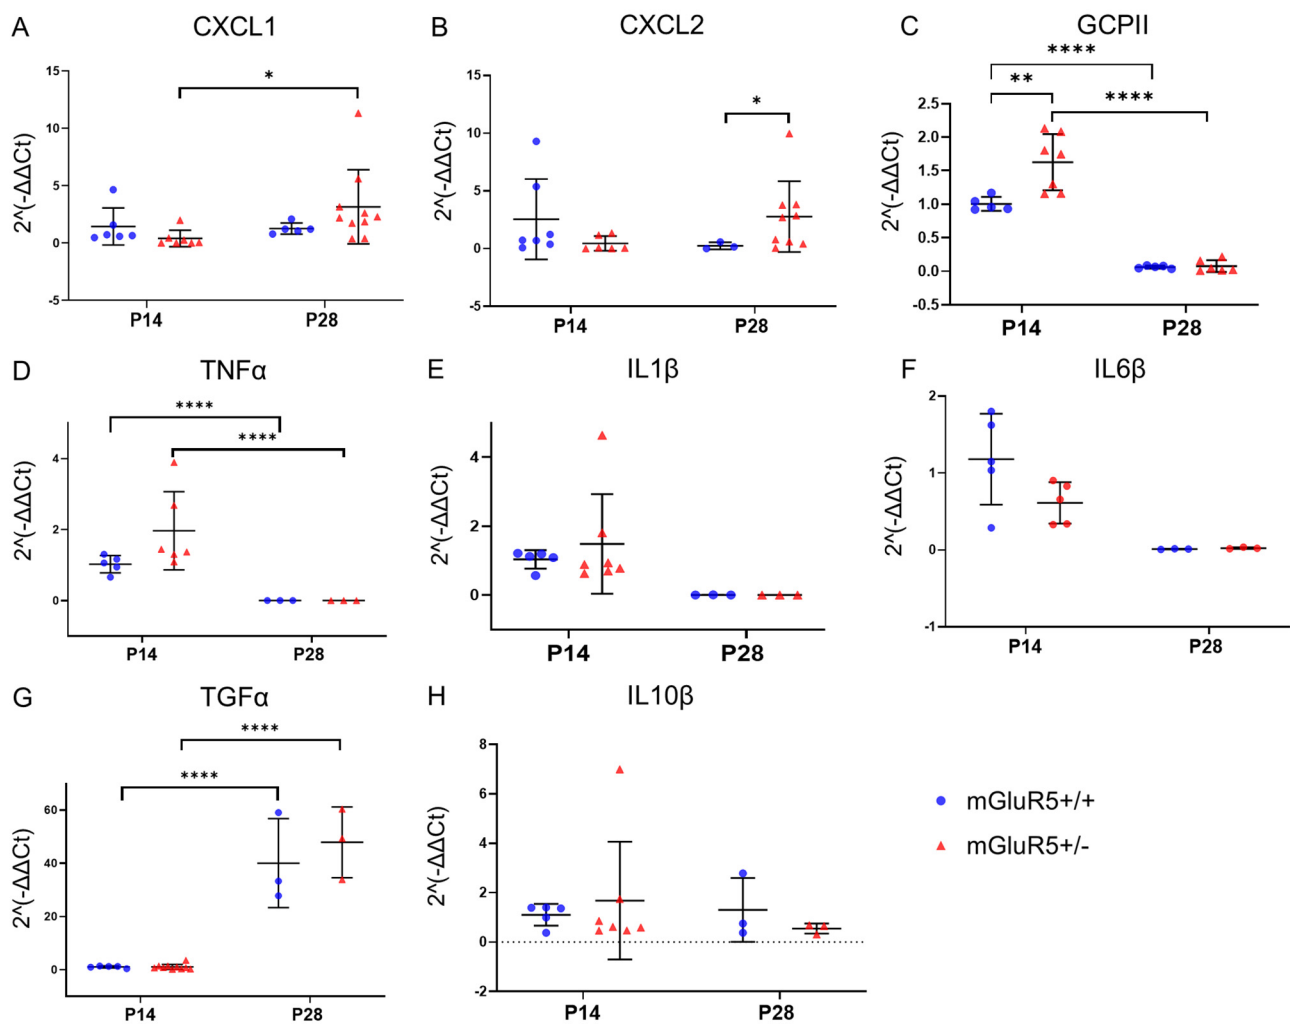 A
CXCL1
2^(-ΔΔCt)
15
10
5
0
-5
*
P14
P28
B
CXCL2
2^(-ΔΔCt)
15
10
5
0
-5
*
P14
P28
C
GCPII
2^(-ΔΔCt)
****
**
****
2.5
2.0
1.5
1.0
0.5
0.0
-0.5
P14
P28
D
TNFα
2^(-ΔΔCt)
****
****
4
2
0
P14
P28
E
IL1β
2^(-ΔΔCt)
4
2
0
P14
P28
F
IL6β
2^(-ΔΔCt)
2
1
0
-1
P14
P28
G
TGFα
2^(-ΔΔCt)
****
****
60
40
20
0
P14
P28
H
IL10β
2^(-ΔΔCt)
8
6
4
2
0
-2
P14
P28
mGluR5+/+
mGluR5+/-